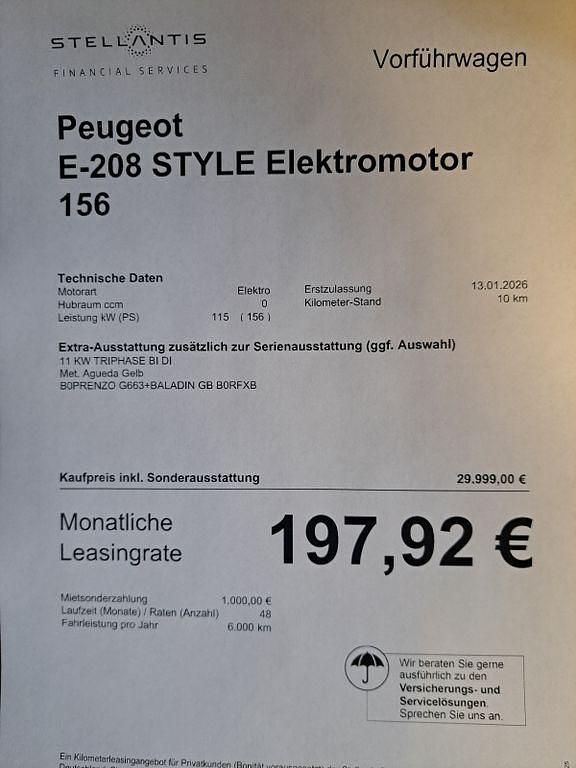 STELLANTIS
FINANCIAL SERVICES
Vorführwagen
Peugeot
E-208 STYLE Elektromotor
156
Technische Daten
Motorart Elektro Erstzulassung 13.01.2026
Hubraum ccm 0 Kilometer-Stand 10 km
Leistung kW (PS) 115 ( 156 )
Extra-Ausstattung zusätzlich zur Serienausstattung (ggf. Auswahl)
11 KW TRIPHASE BI DI
Met. Agueda Gelb
B0PRENZO G663+BALADIN GB B0RFXB
Kaufpreis inkl. Sonderausstattung 29.999,00 €
Monatliche
Leasingrate
197,92 €
Mietsonderzahlung 1.000,00 €
Laufzeit (Monate) / Raten (Anzahl) 48
Fahrleistung pro Jahr 6.000 km
Wir beraten Sie gerne
ausführlich zu den
Versicherungs- und
Servicelösungen.
Sprechen Sie uns an.
Ein Kilometerleasingangebot für Privatkunden (Bonität